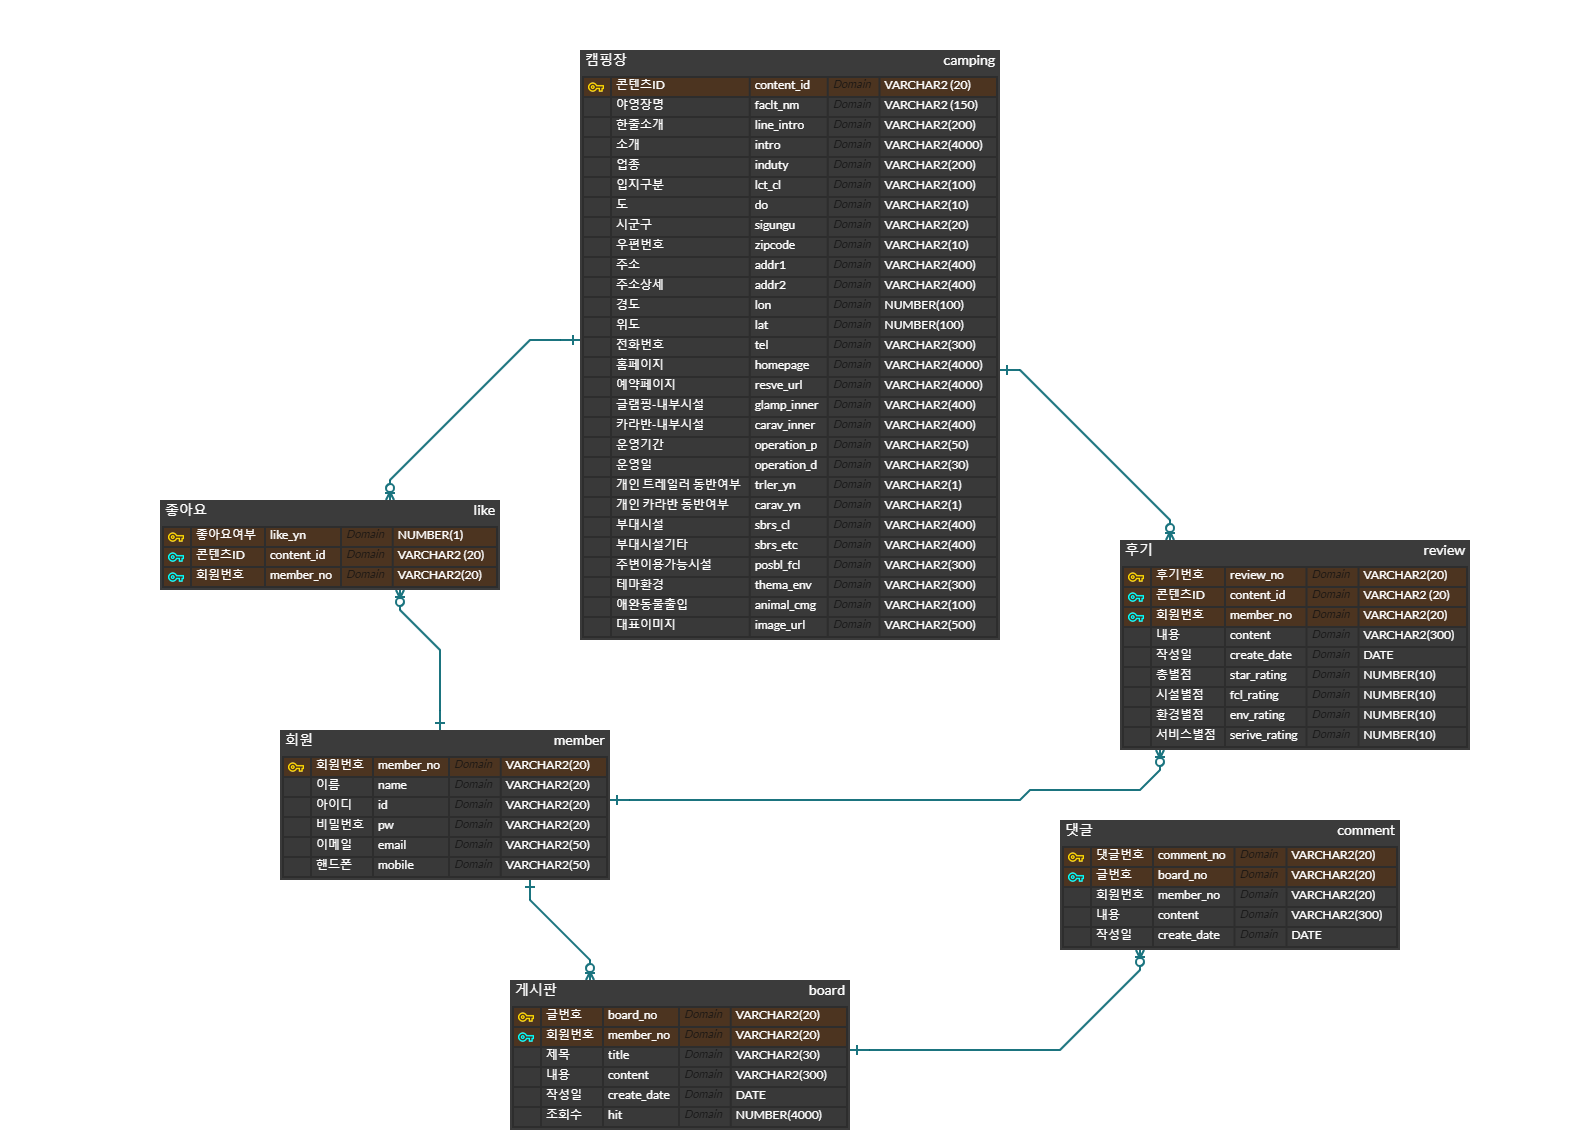 캠핑장 camping
콘텐츠ID content_id Domain VARCHAR2 (20)
야영장명 faclt_nm Domain VARCHAR2 (150)
한줄소개 line_intro Domain VARCHAR2(200)
소개 intro Domain VARCHAR2(4000)
업종 induty Domain VARCHAR2(200)
입지구분 lct_cl Domain VARCHAR2(100)
도 do Domain VARCHAR2(10)
시군구 sigungu Domain VARCHAR2(20)
우편번호 zipcode Domain VARCHAR2(10)
주소 addr1 Domain VARCHAR2(400)
주소상세 addr2 Domain VARCHAR2(400)
경도 lon Domain NUMBER(100)
위도 lat Domain NUMBER(100)
전화번호 tel Domain VARCHAR2(300)
홈페이지 homepage Domain VARCHAR2(4000)
예약페이지 resve_url Domain VARCHAR2(4000)
글램핑-내부시설 glamp_inner Domain VARCHAR2(400)
카라반-내부시설 carav_inner Domain VARCHAR2(400)
운영기간 operation_p Domain VARCHAR2(50)
운영일 operation_d Domain VARCHAR2(30)
개인 트레일러 동반여부 trler_yn Domain VARCHAR2(1)
개인 카라반 동반여부 carav_yn Domain VARCHAR2(1)
부대시설 sbrs_cl Domain VARCHAR2(400)
부대시설기타 sbrs_etc Domain VARCHAR2(400)
주변이용가능시설 posbl_fcl Domain VARCHAR2(300)
테마환경 thema_env Domain VARCHAR2(300)
애완동물출입 animal_cmg Domain VARCHAR2(100)
대표이미지 image_url Domain VARCHAR2(500)
좋아요 like
좋아요여부 like_yn Domain NUMBER(1)
콘텐츠ID content_id Domain VARCHAR2 (20)
회원번호 member_no Domain VARCHAR2(20)
후기 review
후기번호 review_no Domain VARCHAR2(20)
콘텐츠ID content_id Domain VARCHAR2 (20)
회원번호 member_no Domain VARCHAR2(20)
내용 content Domain VARCHAR2(300)
작성일 create_date Domain DATE
총별점 star_rating Domain NUMBER(10)
시설별점 fcl_rating Domain NUMBER(10)
환경별점 env_rating Domain NUMBER(10)
서비스별점 serive_rating Domain NUMBER(10)
회원 member
회원번호 member_no Domain VARCHAR2(20)
이름 name Domain VARCHAR2(20)
아이디 id Domain VARCHAR2(20)
비밀번호 pw Domain VARCHAR2(20)
이메일 email Domain VARCHAR2(50)
핸드폰 mobile Domain VARCHAR2(50)
댓글 comment
댓글번호 comment_no Domain VARCHAR2(20)
글번호 board_no Domain VARCHAR2(20)
회원번호 member_no Domain VARCHAR2(20)
내용 content Domain VARCHAR2(300)
작성일 create_date Domain DATE
게시판 board
글번호 board_no Domain VARCHAR2(20)
회원번호 member_no Domain VARCHAR2(20)
제목 title Domain VARCHAR2(30)
내용 content Domain VARCHAR2(300)
작성일 create_date Domain DATE
조회수 hit Domain NUMBER(4000)